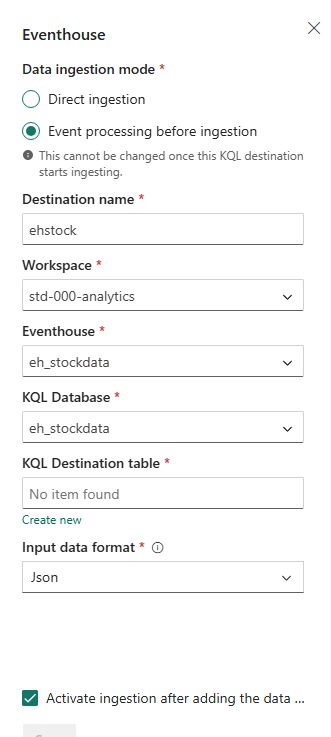 Eventhouse
Data ingestion mode *
Direct ingestion
Event processing before ingestion
This cannot be changed once this KQL destination
starts ingesting.
Destination name *
ehstock
Workspace *
std-000-analytics
Eventhouse *
eh_stockdata
KQL Database *
eh_stockdata
KQL Destination table *
No item found
Create new
Input data format *
Json
Activate ingestion after adding the data ...